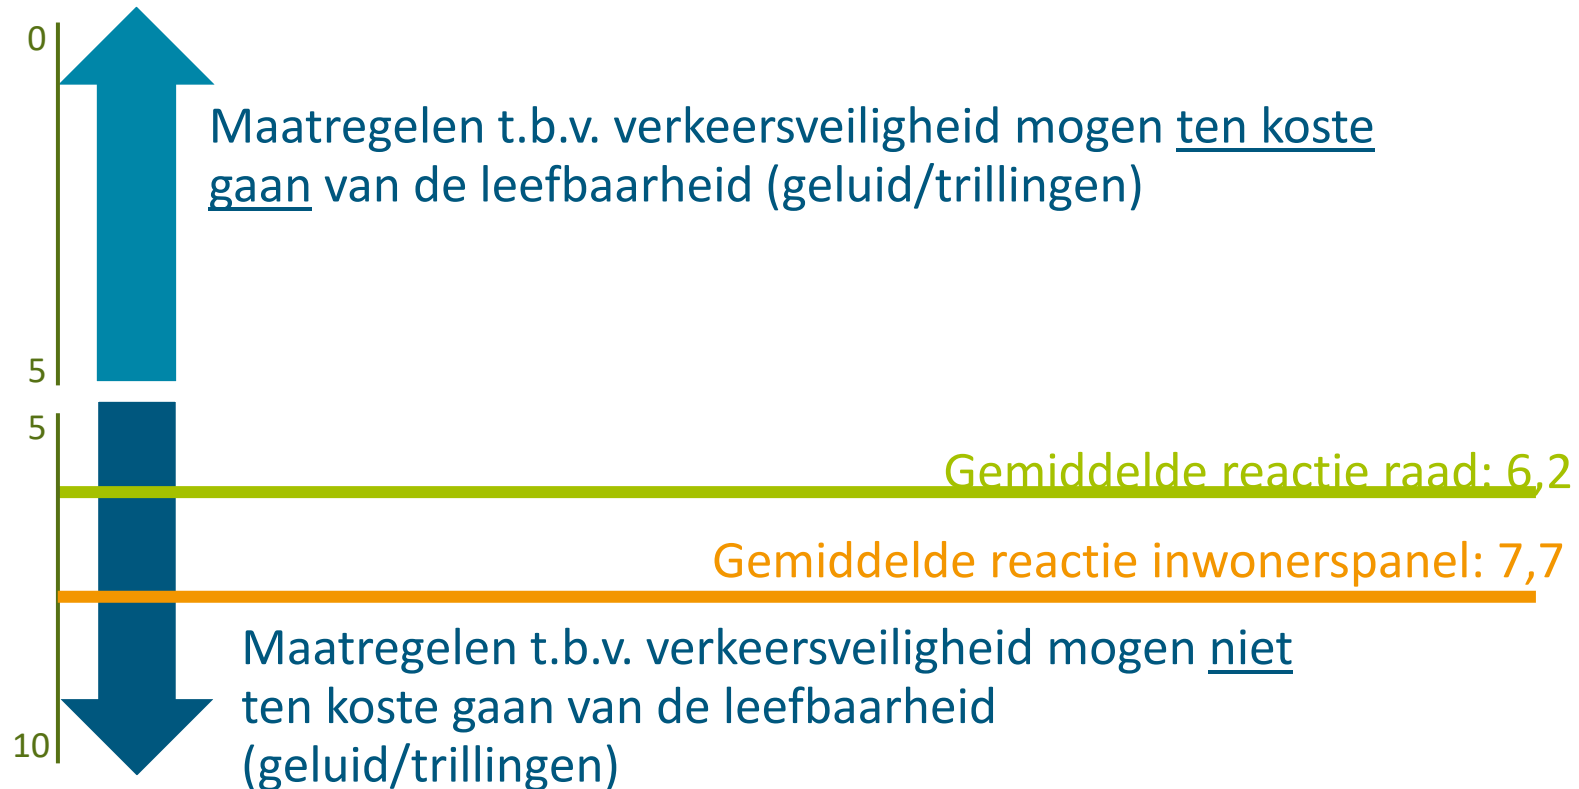 0
Maatregelen t.b.v. verkeersveiligheid mogen ten koste
gaan van de leefbaarheid (geluid/trillingen)
5
5
Gemiddelde reactie raad: 6,2
Gemiddelde reactie inwonerspanel: 7,7
Maatregelen t.b.v. verkeersveiligheid mogen niet
ten koste gaan van de leefbaarheid
10
(geluid/trillingen)